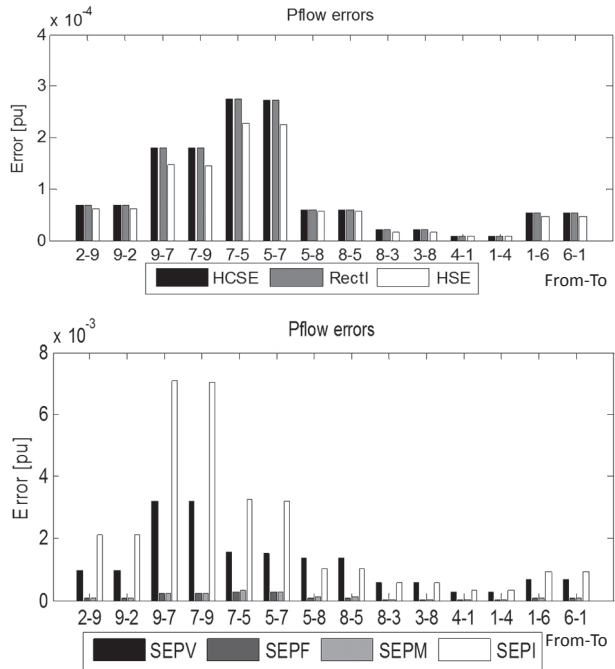 x 10⁻⁴
Pflow errors
Error [pu]
4
3
2
1
0
2-9 9-2 9-7 7-9 7-5 5-7 5-8 8-5 8-3 3-8 4-1 1-4 1-6 6-1
HCSE RectI HSE
From-To
x 10⁻³
Pflow errors
Error [pu]
8
6
4
2
0
2-9 9-2 9-7 7-9 7-5 5-7 5-8 8-5 8-3 3-8 4-1 1-4 1-6 6-1
From-To
SEPV SEPF SEPM SEPI